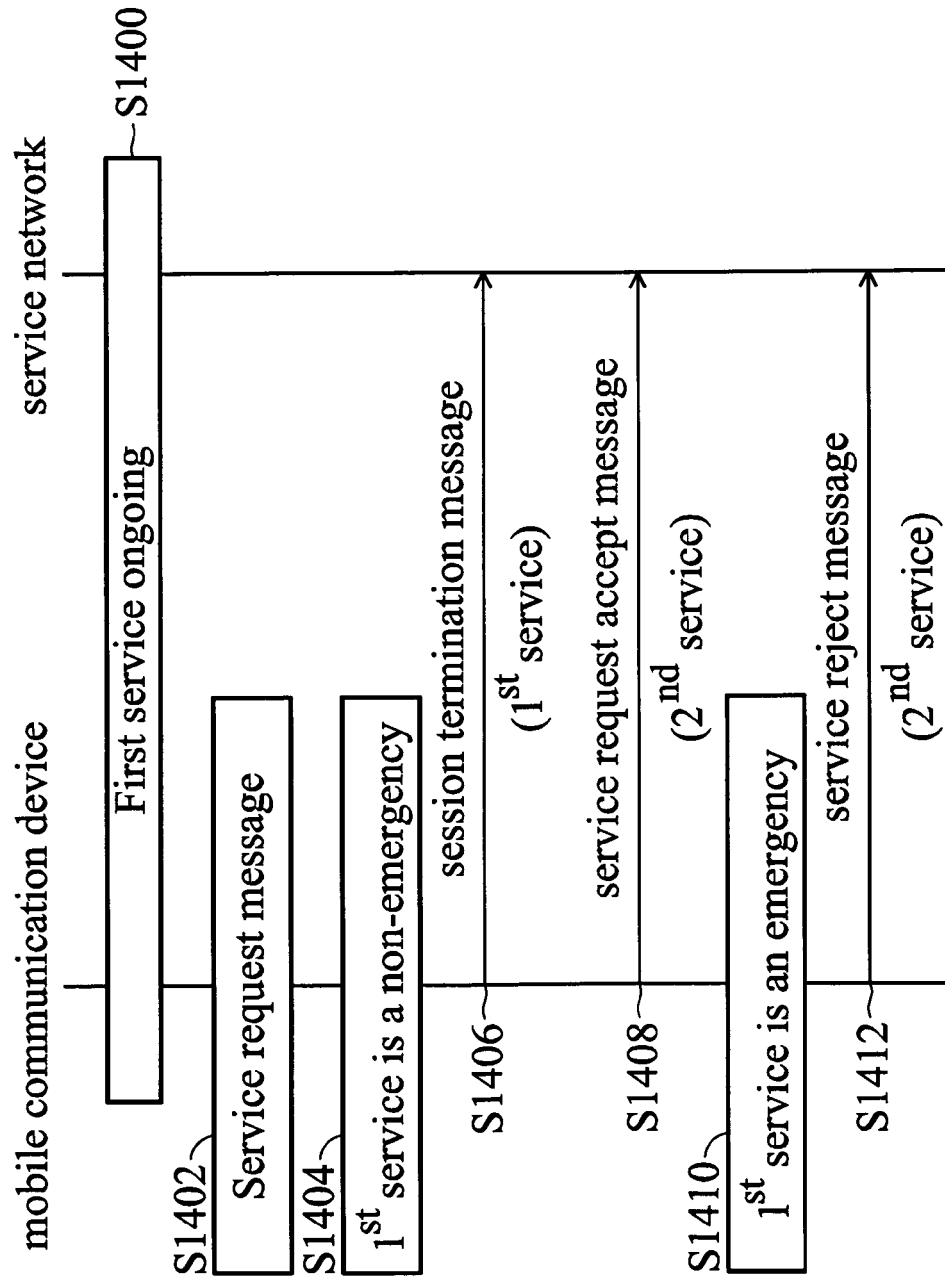 mobile communication device
service network
First service ongoing
S1400
S1402
Service request message
S1404
1st service is a non-emergency
session termination message
(1st service)
S1406
service request accept message
(2nd service)
S1408
S1410
1st service is an emergency
service reject message
(2nd service)
S1412